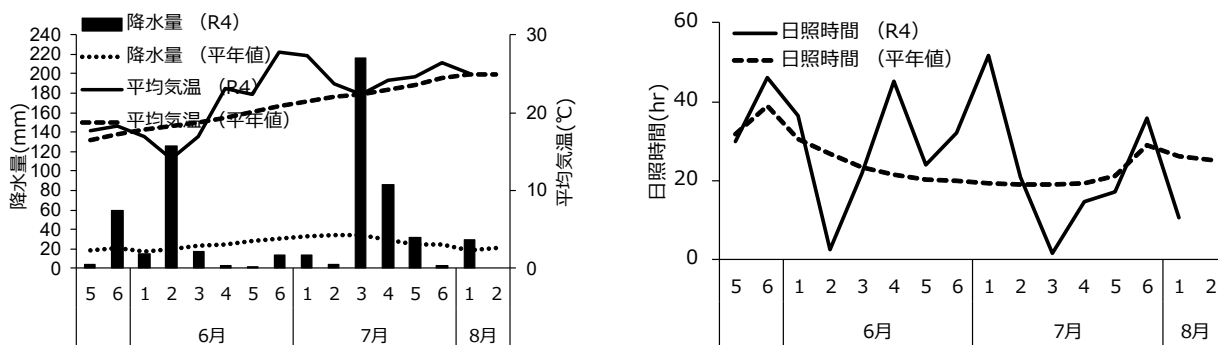 降水量 （R4）
降水量 （平年値）
平均気温 （R4）
平均気温 （平年値）
降水量(mm)
240
220
200
180
160
140
120
100
80
60
40
20
0
平均気温(℃)
30
20
10
0
5 6 1 2 3 4 5 6 1 2 3 4 5 6 1 2
6月 7月 8月
日照時間 （R4）
日照時間 （平年値）
日照時間(hr)
60
40
20
0
5 6 1 2 3 4 5 6 1 2 3 4 5 6 1 2
6月 7月 8月